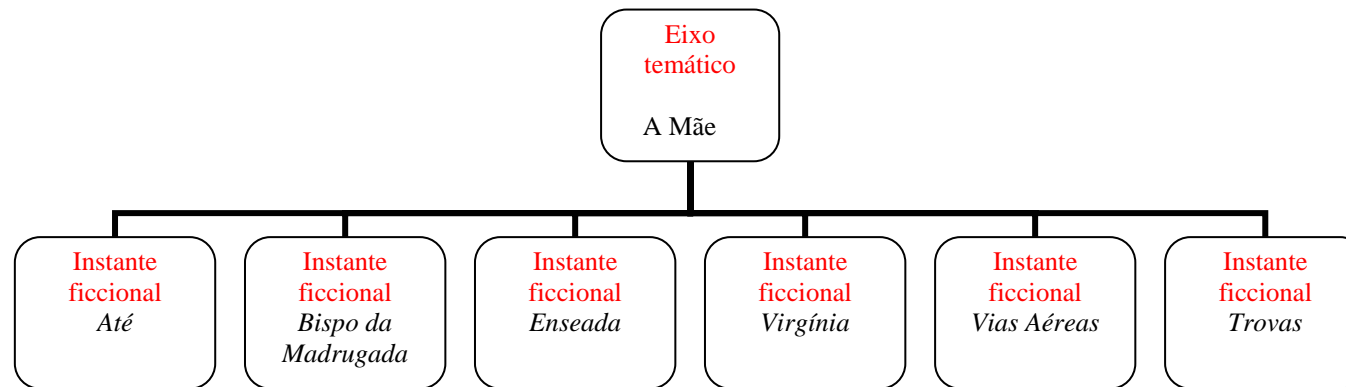 Eixo
temático
A Mãe
Instante
ficcional
Até
Instante
ficcional
Bispo da
Madrugada
Instante
ficcional
Enseada
Instante
ficcional
Virgínia
Instante
ficcional
Vias Aéreas
Instante
ficcional
Trovas